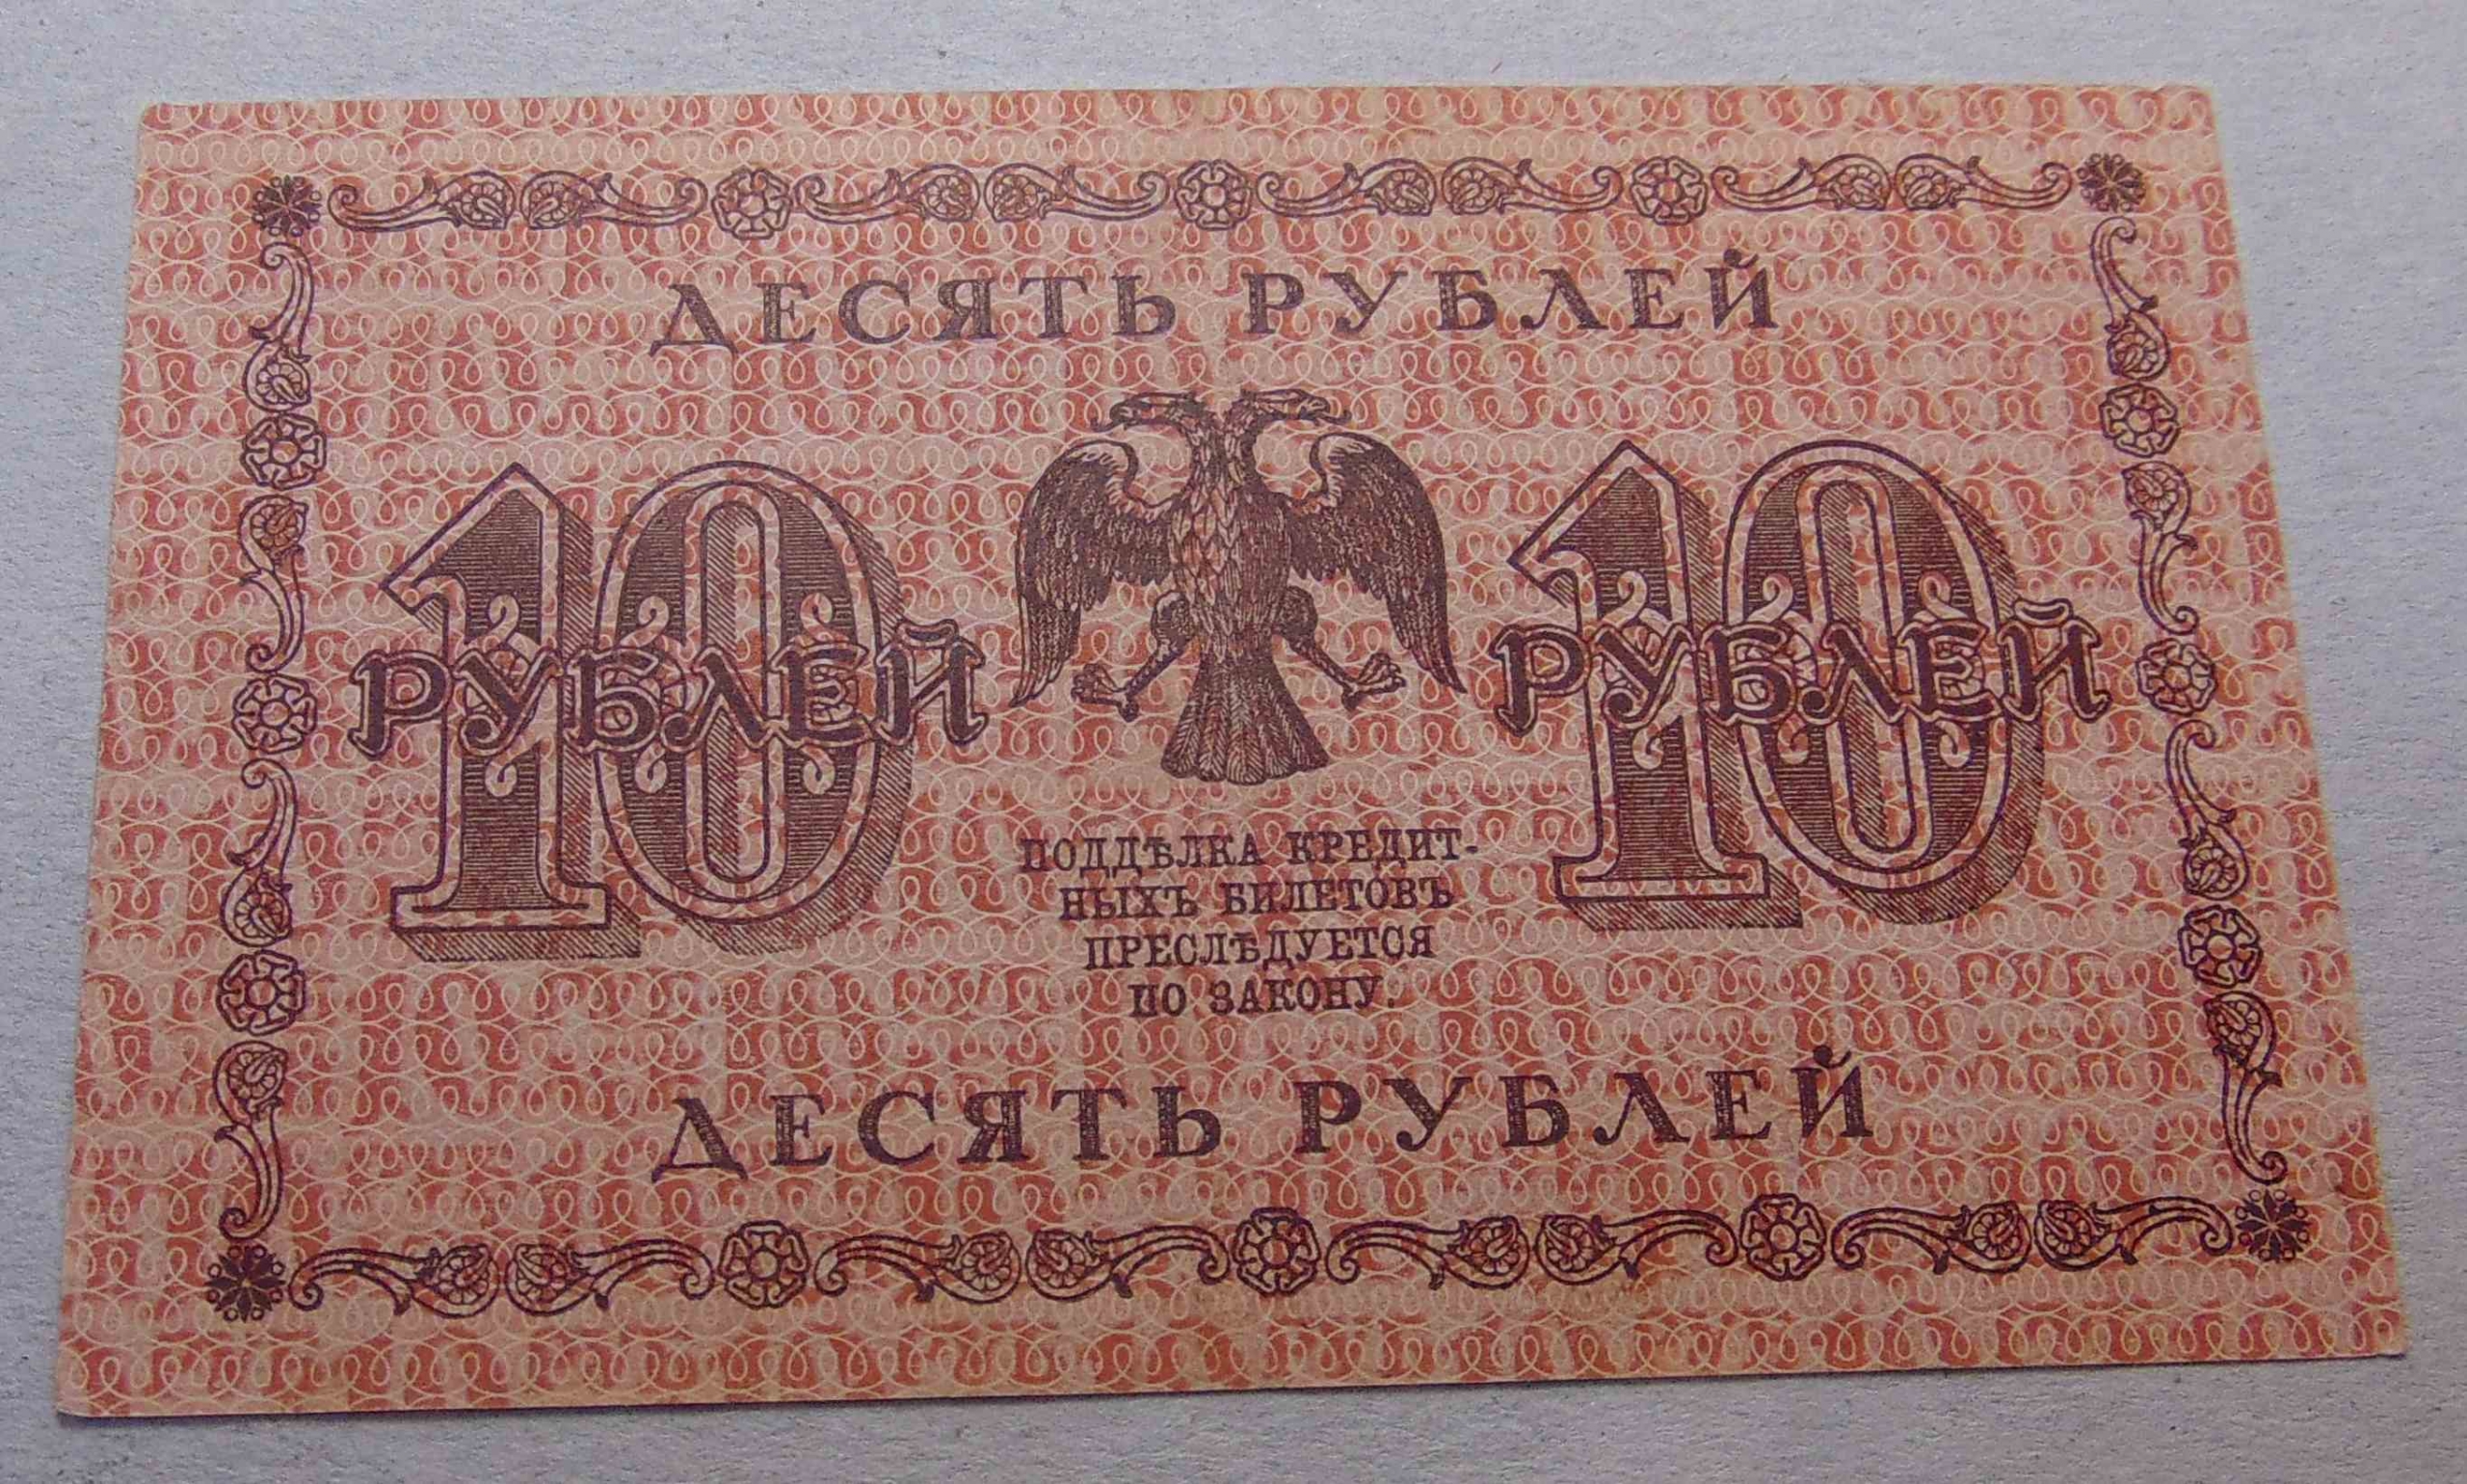 ДЕСЯТЬ РУБЛЕЙ
10
РУБЛЕЙ
10
РУБЛЕЙ
ПОДДѢЛКА КРЕДИТ-
НЫХЪ БИЛЕТОВЪ
ПРЕСЛѢДУЕТСЯ
ПО ЗАКОНУ.
ДЕСЯТЬ РУБЛЕЙ